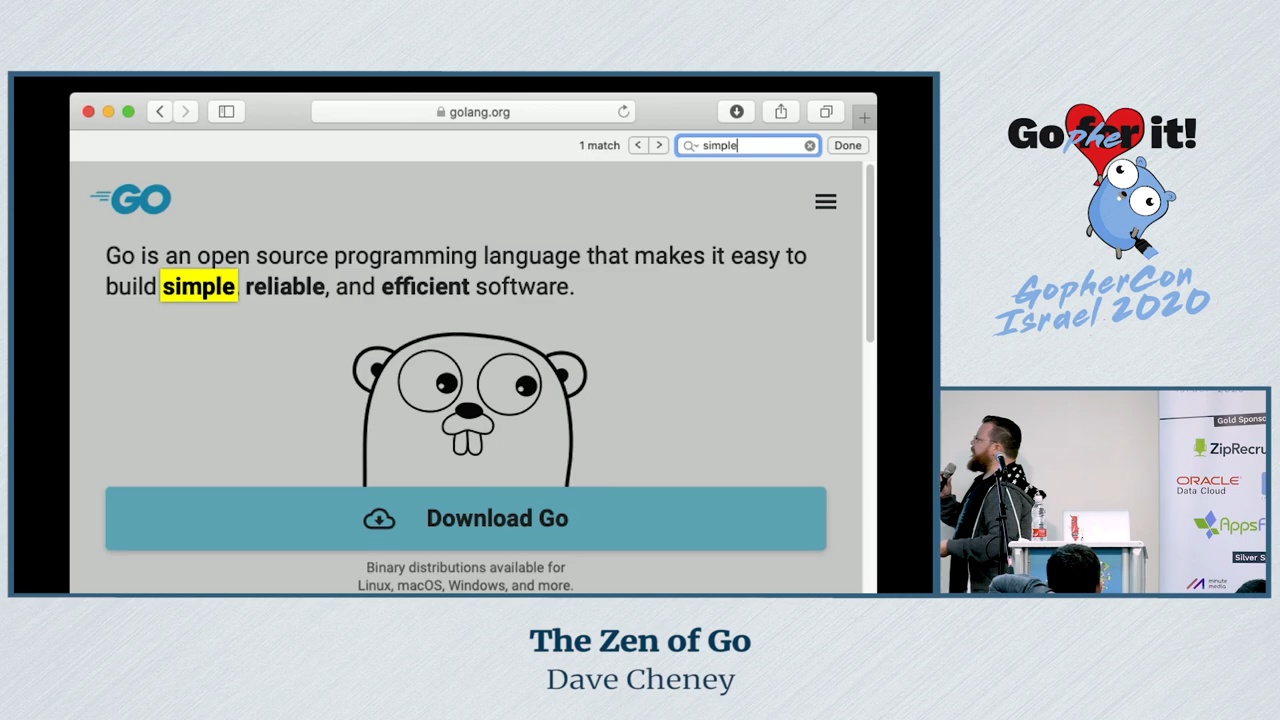 golang.org
1 match
simple
Done
GO
Go is an open source programming language that makes it easy to
build simple, reliable, and efficient software.
Download Go
Binary distributions available for
Linux, macOS, Windows, and more.
Gopher it!
GopherCon
Israel 2020
Gold Sponso
ZipRecru
ORACLE
Data Cloud
AppsF
Silver S
minute
media
The Zen of Go
Dave Cheney